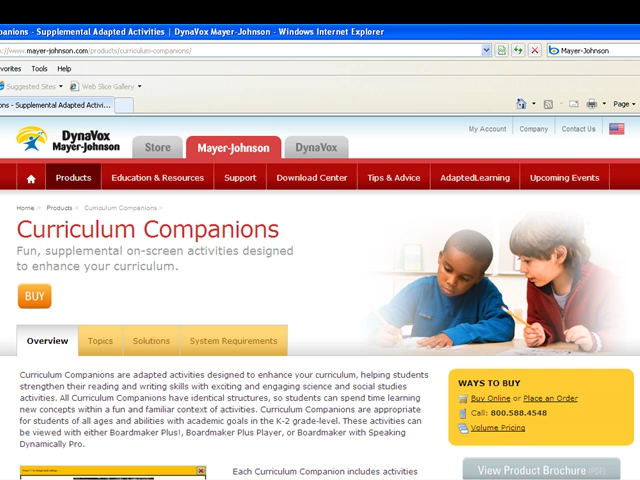 panions - Supplemental Adapted Activities | DynaVox Mayer-Johnson - Windows Internet Explorer
://www.mayer-johnson.com/products/curriculum-companions/
Mayer-Johnson
vorites Tools Help
Suggested Sites Web Slice Gallery
ons - Supplemental Adapted Activi...
Page
My Account Company Contact Us
DynaVox
Mayer-Johnson
Store Mayer-Johnson DynaVox
Products Education & Resources Support Download Center Tips & Advice AdaptedLearning Upcoming Events
Home > Products > Curriculum Companions >
Curriculum Companions
Fun, supplemental on-screen activities designed
to enhance your curriculum.
BUY
Overview Topics Solutions System Requirements
Curriculum Companions are adapted activities designed to enhance your curriculum, helping students
strengthen their reading and writing skills with exciting and engaging science and social studies
activities. All Curriculum Companions have identical structures, so students can spend time learning
new concepts within a fun and familiar context of activities. Curriculum Companions are appropriate
for students of all ages and abilities with academic goals in the K-2 grade-level. These activities can
be viewed with either Boardmaker Plus!, Boardmaker Plus Player, or Boardmaker with Speaking
Dynamically Pro.
WAYS TO BUY
Buy Online or Place an Order
Call: 800.588.4548
Volume Pricing
View Product Brochure (PDF)
Each Curriculum Companion includes activities